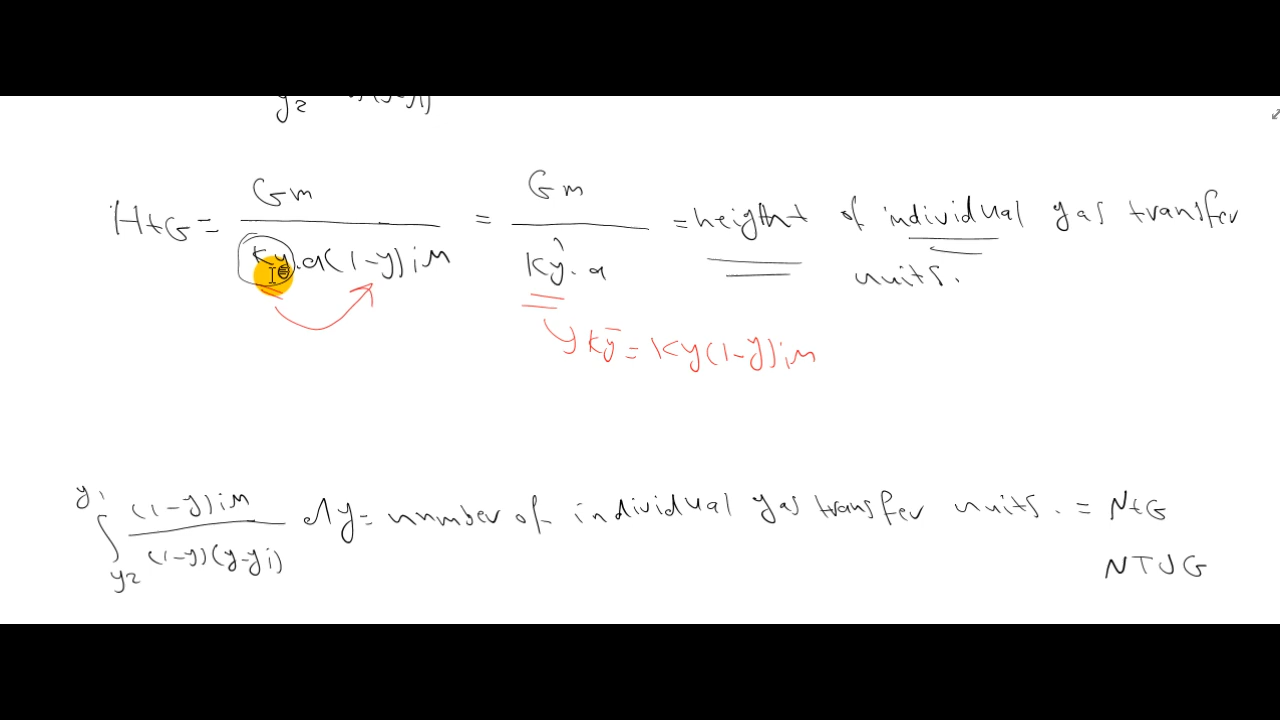 HtG = Gm / (Ky.a(1-y)iM) = Gm / (Ky'.a) = height of individual gas transfer
units.
Ky̅ = Ky(1-y)iM
∫ y2 y1 (1-y)iM / ((1-y)(y-yi)) dy = number of individual gas transfer units. = NtG
NTUG